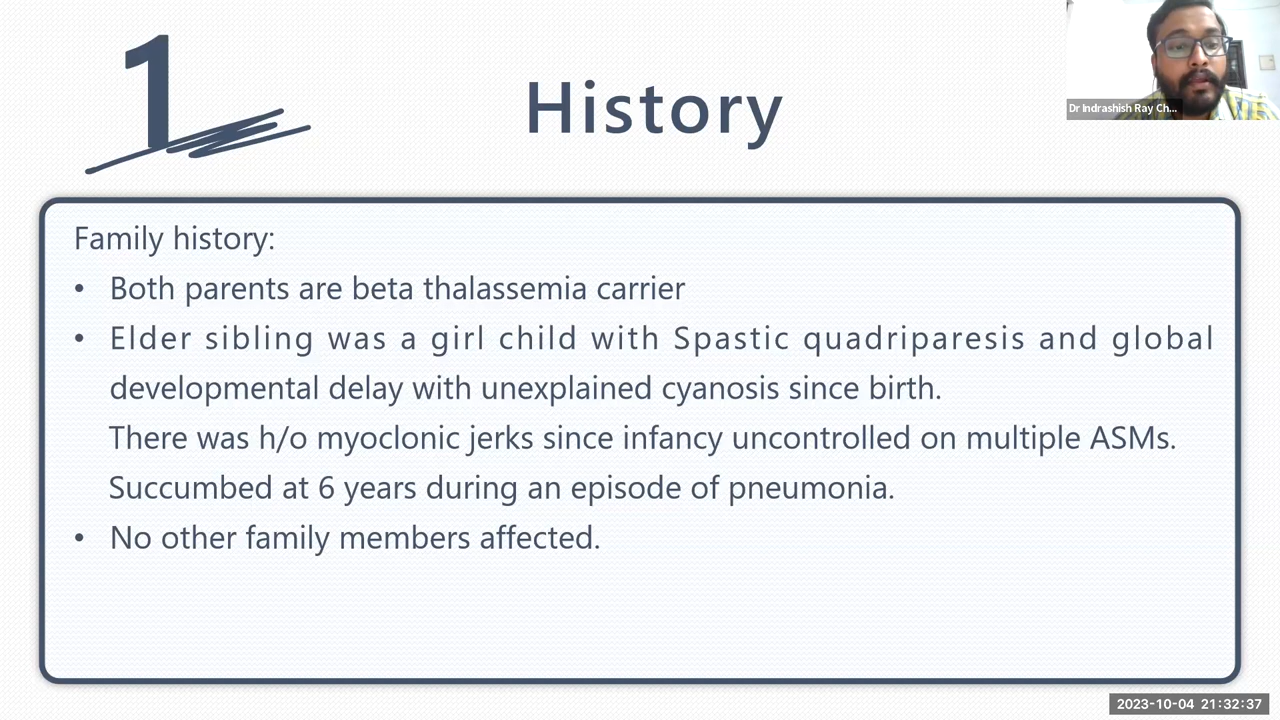 1
History
Dr Indrashish Ray Ch...
Family history:
• Both parents are beta thalassemia carrier
• Elder sibling was a girl child with Spastic quadriparesis and global
developmental delay with unexplained cyanosis since birth.
There was h/o myoclonic jerks since infancy uncontrolled on multiple ASMs.
Succumbed at 6 years during an episode of pneumonia.
• No other family members affected.
2023-10-04 21:32:37